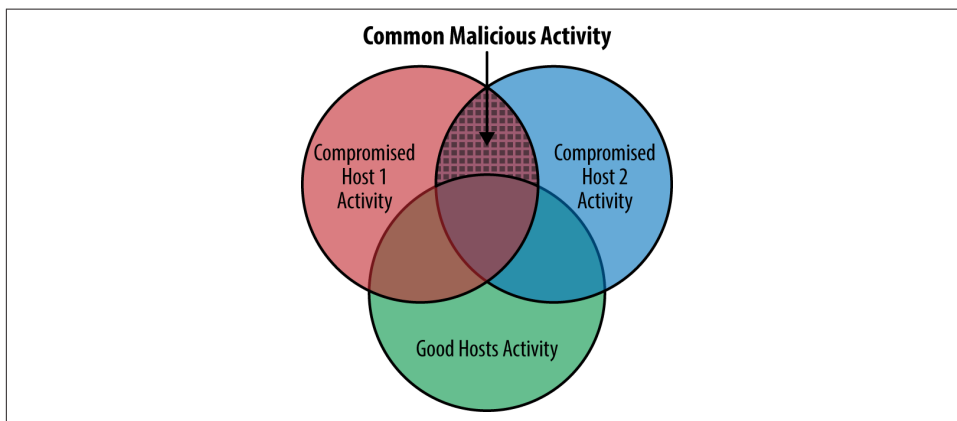 Common Malicious Activity
Compromised
Host 1
Activity
Compromised
Host 2
Activity
Good Hosts Activity